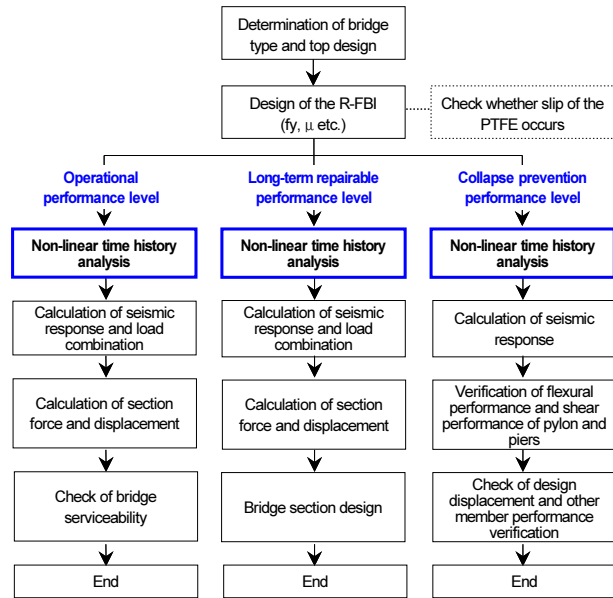 Determination of bridge
type and top design
Design of the R-FBI
(fy, μ etc.)
Check whether slip of the
PTFE occurs
Operational
performance level
Long-term repairable
performance level
Collapse prevention
performance level
Non-linear time history
analysis
Non-linear time history
analysis
Non-linear time history
analysis
Calculation of seismic
response and load
combination
Calculation of seismic
response and load
combination
Calculation of seismic
response
Calculation of section
force and displacement
Calculation of section
force and displacement
Verification of flexural
performance and shear
performance of pylon and
piers
Check of bridge
serviceability
Bridge section design
Check of design
displacement and other
member performance
verification
End
End
End